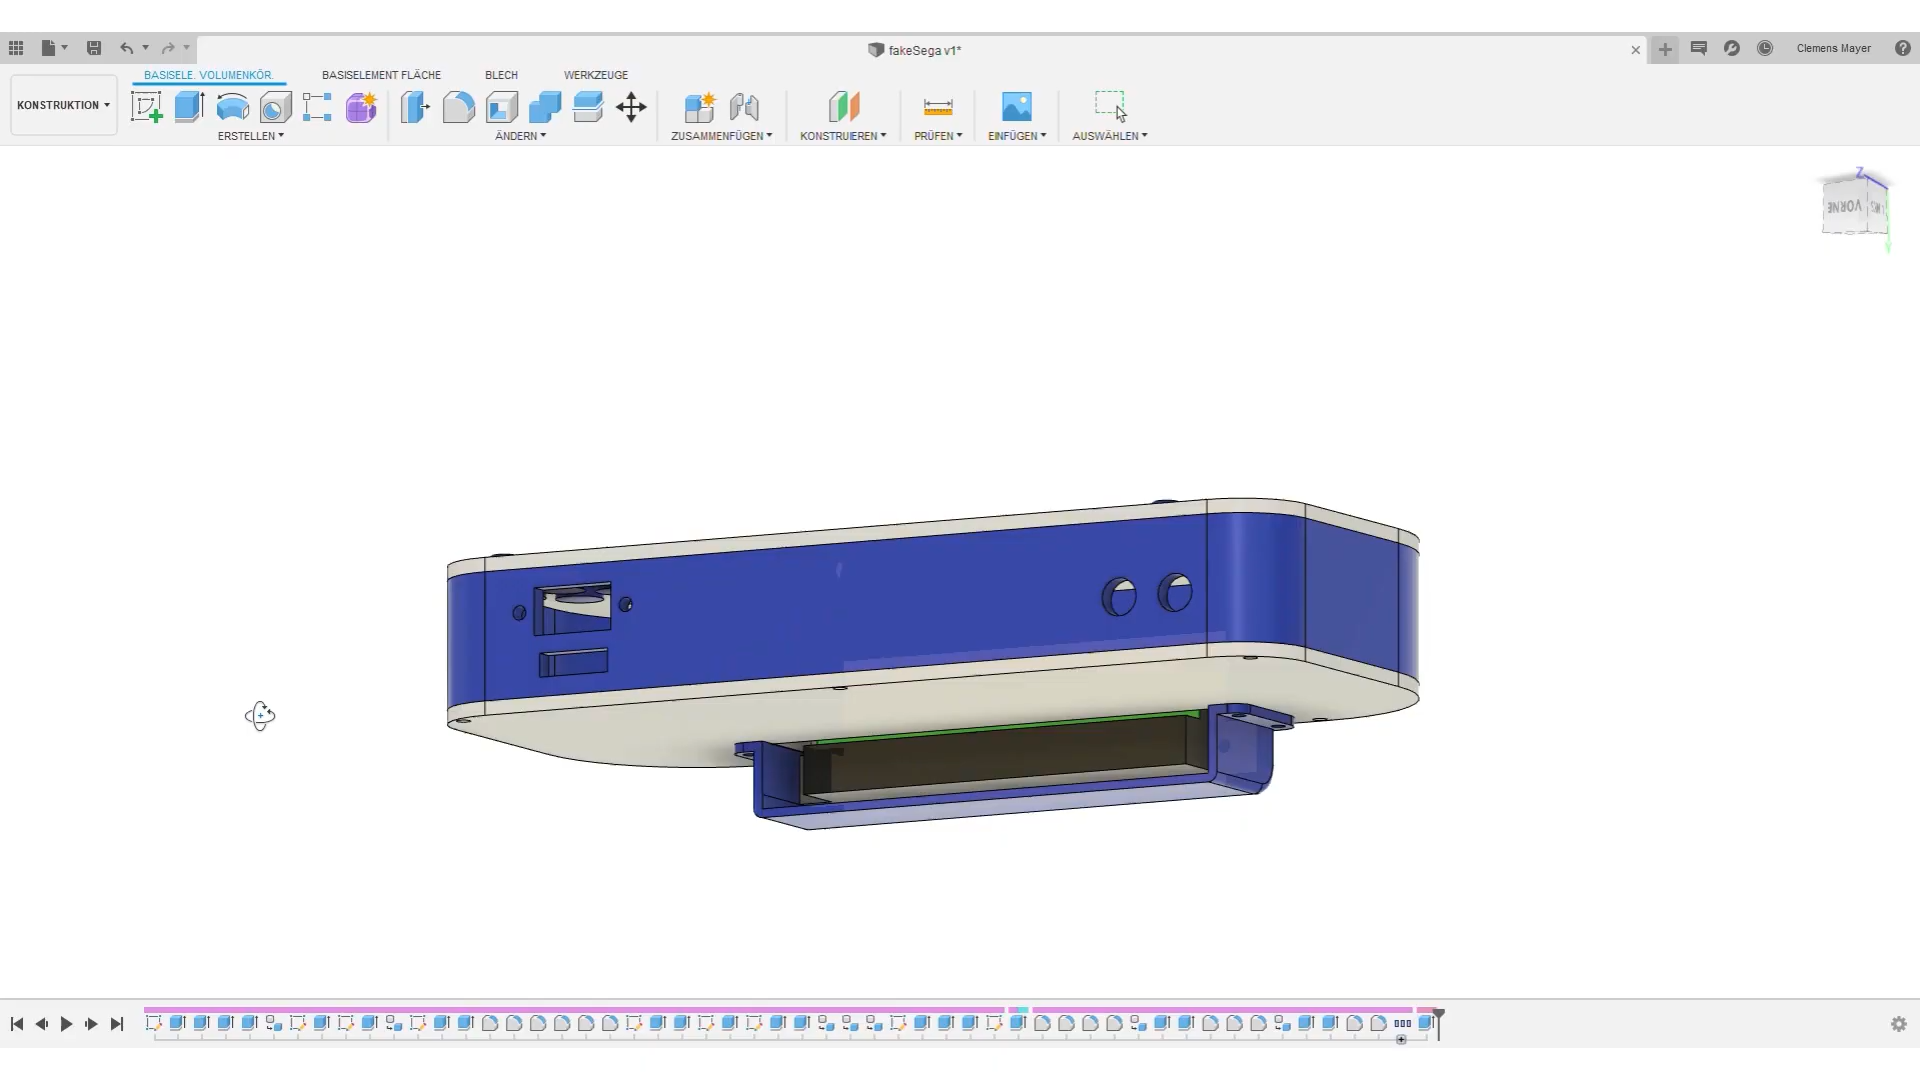 fakeSega v1*
Clemens Mayer
KONSTRUKTION
BASISELE. VOLUMENKÖR.
BASISELEMENT FLÄCHE
BLECH
WERKZEUGE
ERSTELLEN
ÄNDERN
ZUSAMMENFÜGEN
KONSTRUIEREN
PRÜFEN
EINFÜGEN
AUSWÄHLEN
Z
VORNE
Y